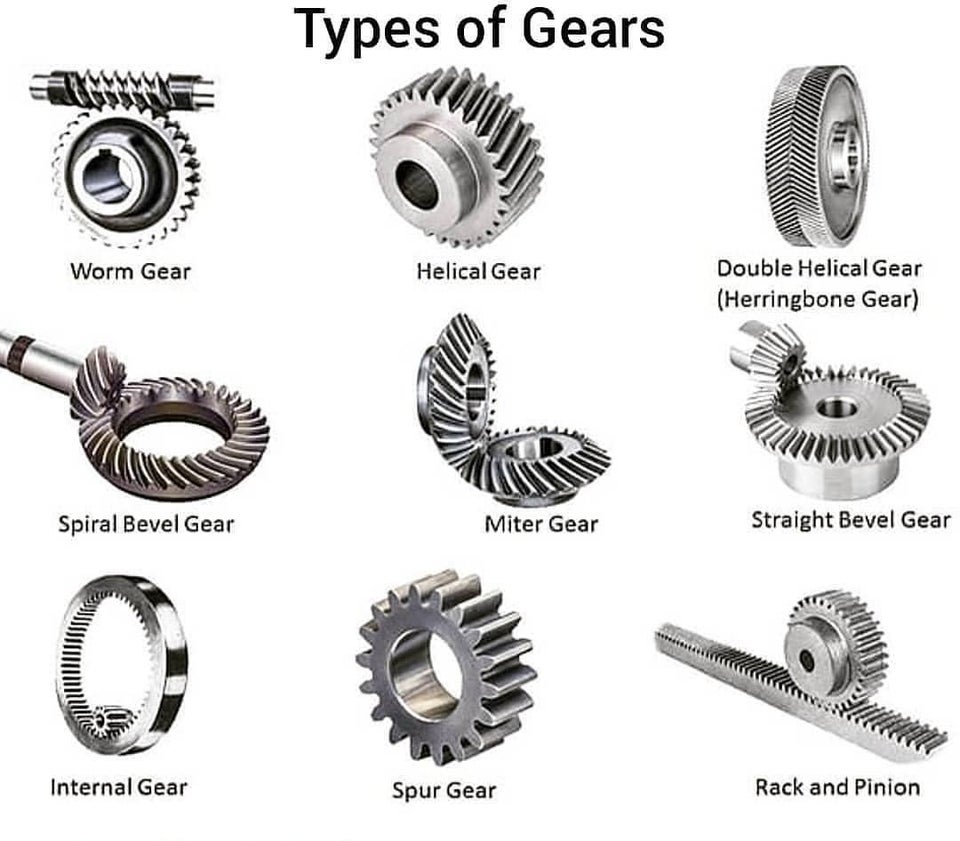 Types of Gears
Worm Gear
Helical Gear
Double Helical Gear
(Herringbone Gear)
Spiral Bevel Gear
Miter Gear
Straight Bevel Gear
Internal Gear
Spur Gear
Rack and Pinion